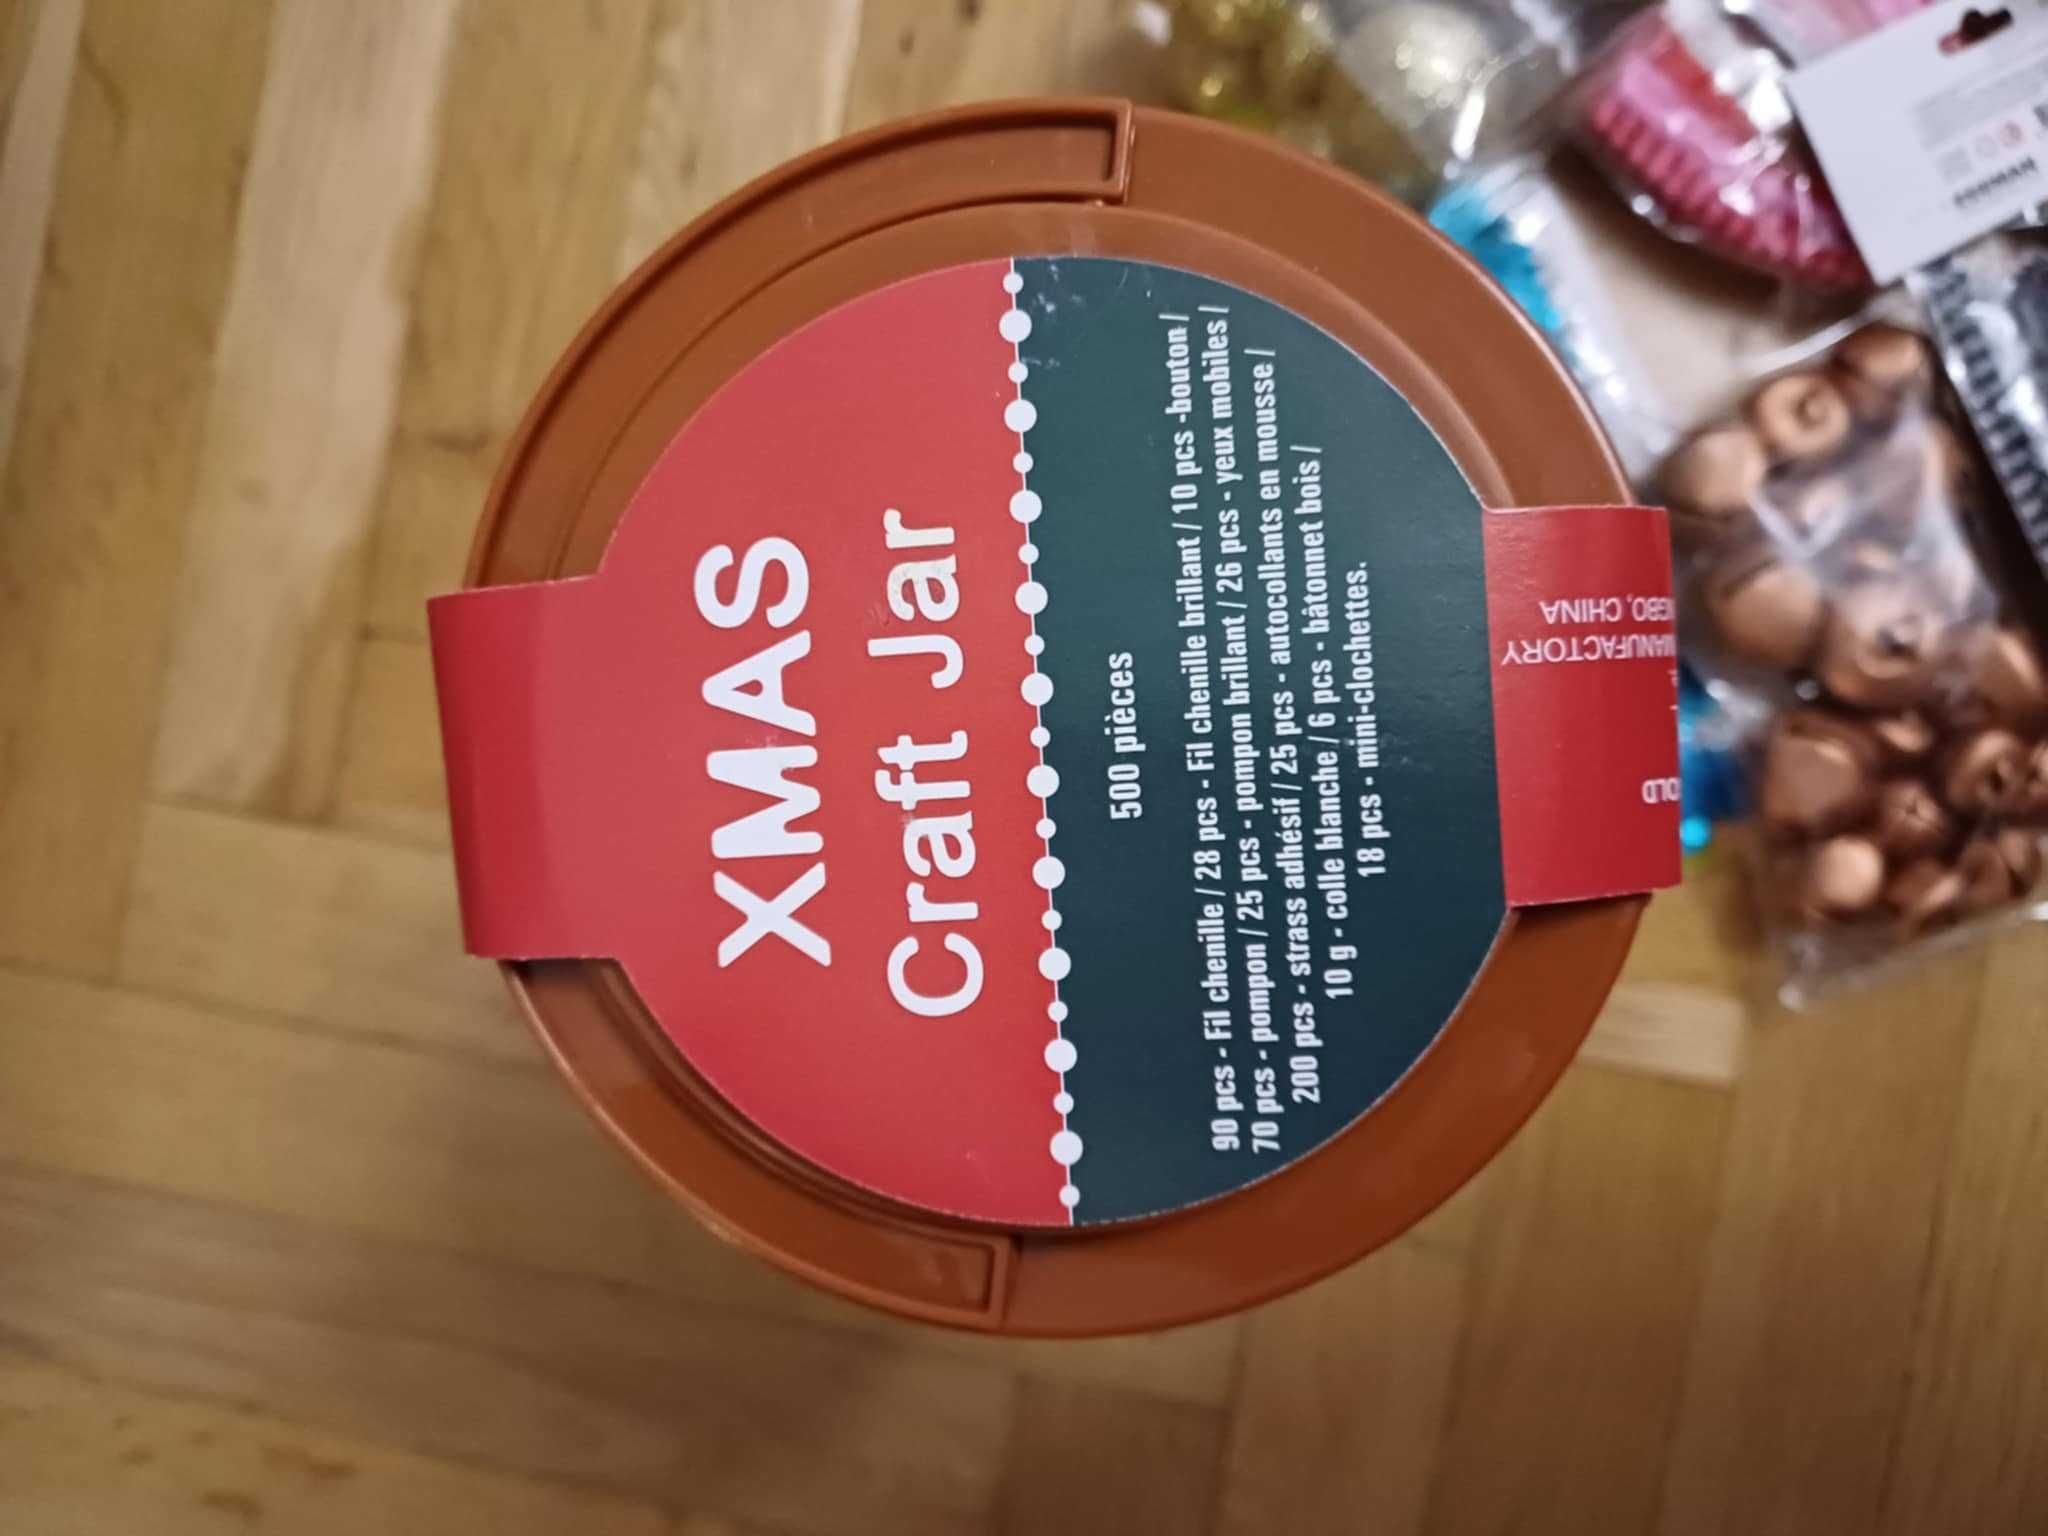 XMAS
Craft Jar
500 pièces
90 pcs - Fil chenille / 28 pcs - Fil chenille brillant / 10 pcs -bouton /
70 pcs - pompon / 25 pcs - pompon brillant / 26 pcs - yeux mobiles /
200 pcs - strass adhésif / 25 pcs - autocollants en mousse /
10 g - colle blanche / 6 pcs - bâtonnet bois /
18 pcs - mini-clochettes.
MANUFACTORY
NGBO, CHINA
OLD